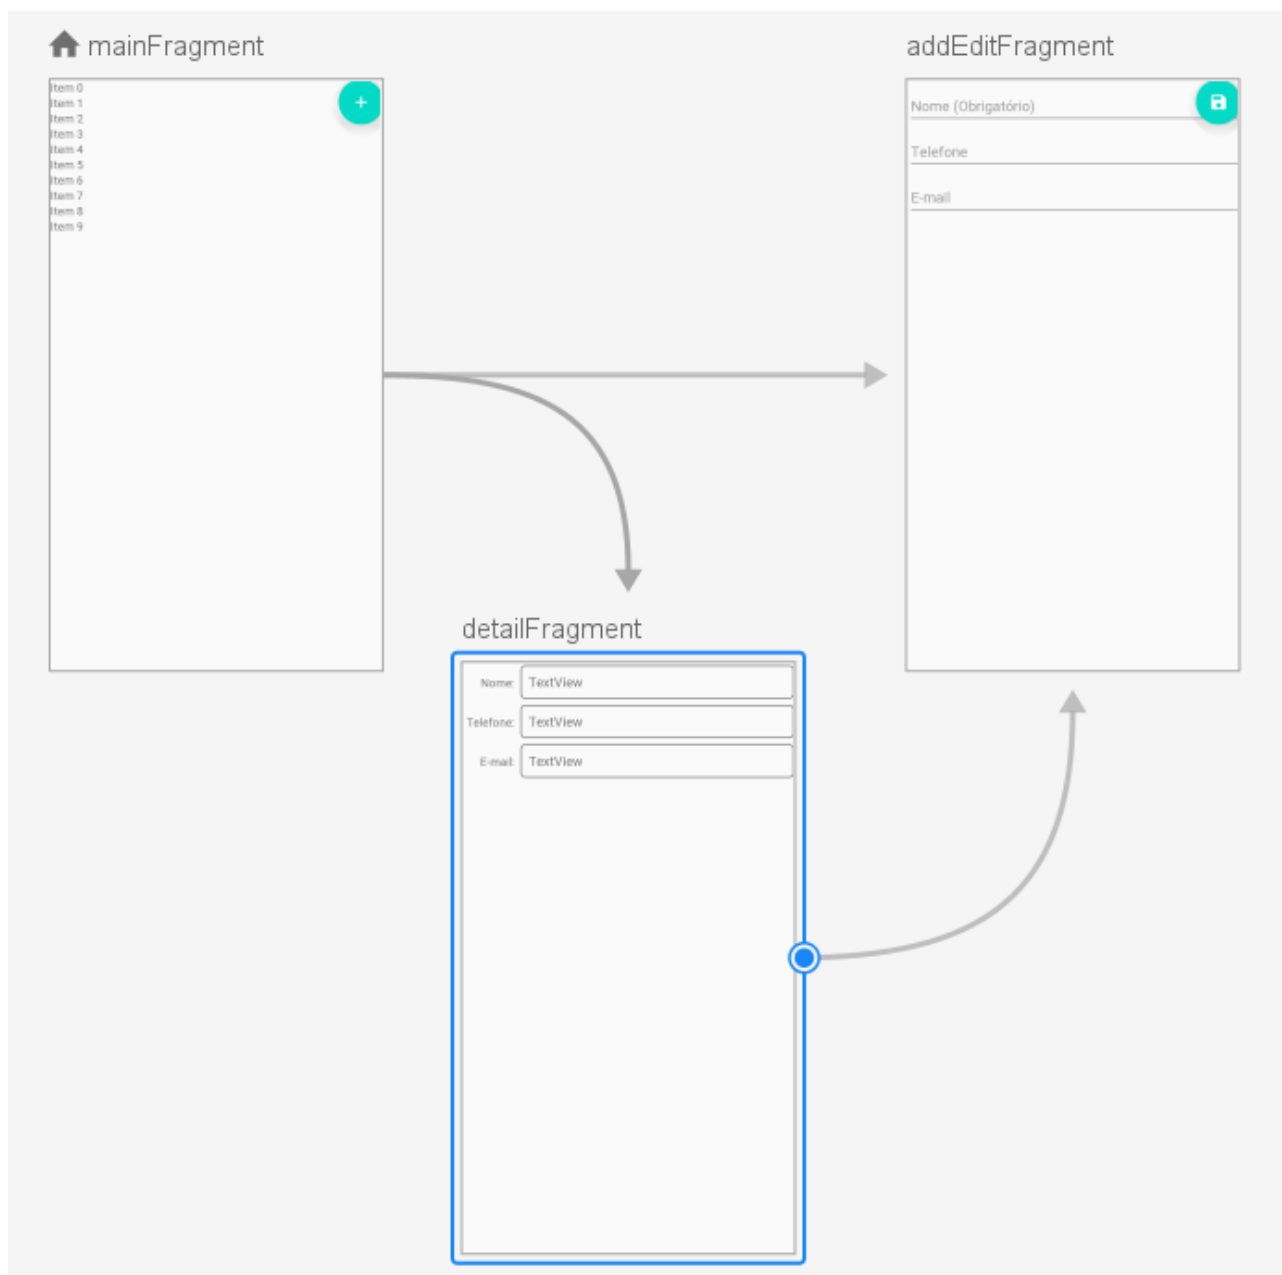 mainFragment
Item 0
Item 1
Item 2
Item 3
Item 4
Item 5
Item 6
Item 7
Item 8
Item 9
addEditFragment
Nome (Obrigatório)
Telefone
E-mail
detailFragment
Nome: TextView
Telefone: TextView
E-mail: TextView